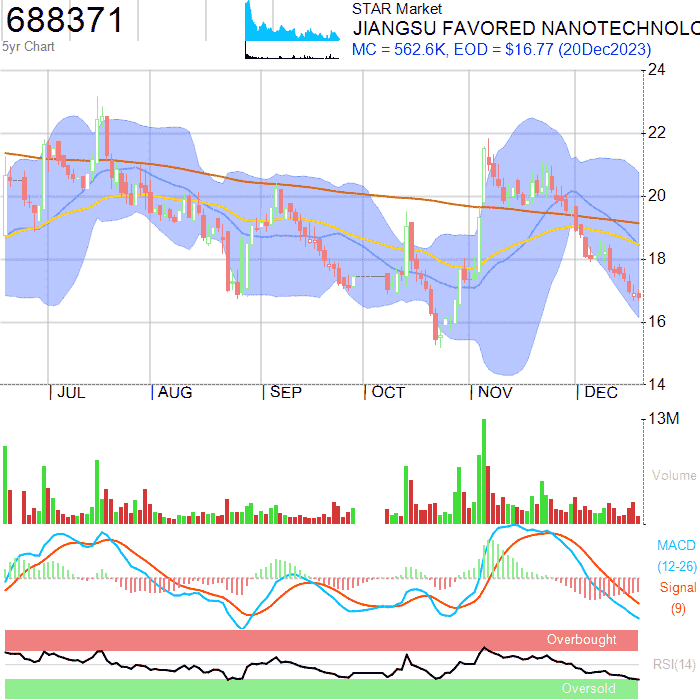 688371
5yr Chart
STAR Market
JIANGSU FAVORED NANOTECHNOLO
MC = 562.6K, EOD = $16.77 (20Dec2023)
24
22
20
18
16
14
JUL
AUG
SEP
OCT
NOV
DEC
13M
Volume
MACD
(12-26)
Signal
(9)
Overbought
RSI(14)
Oversold